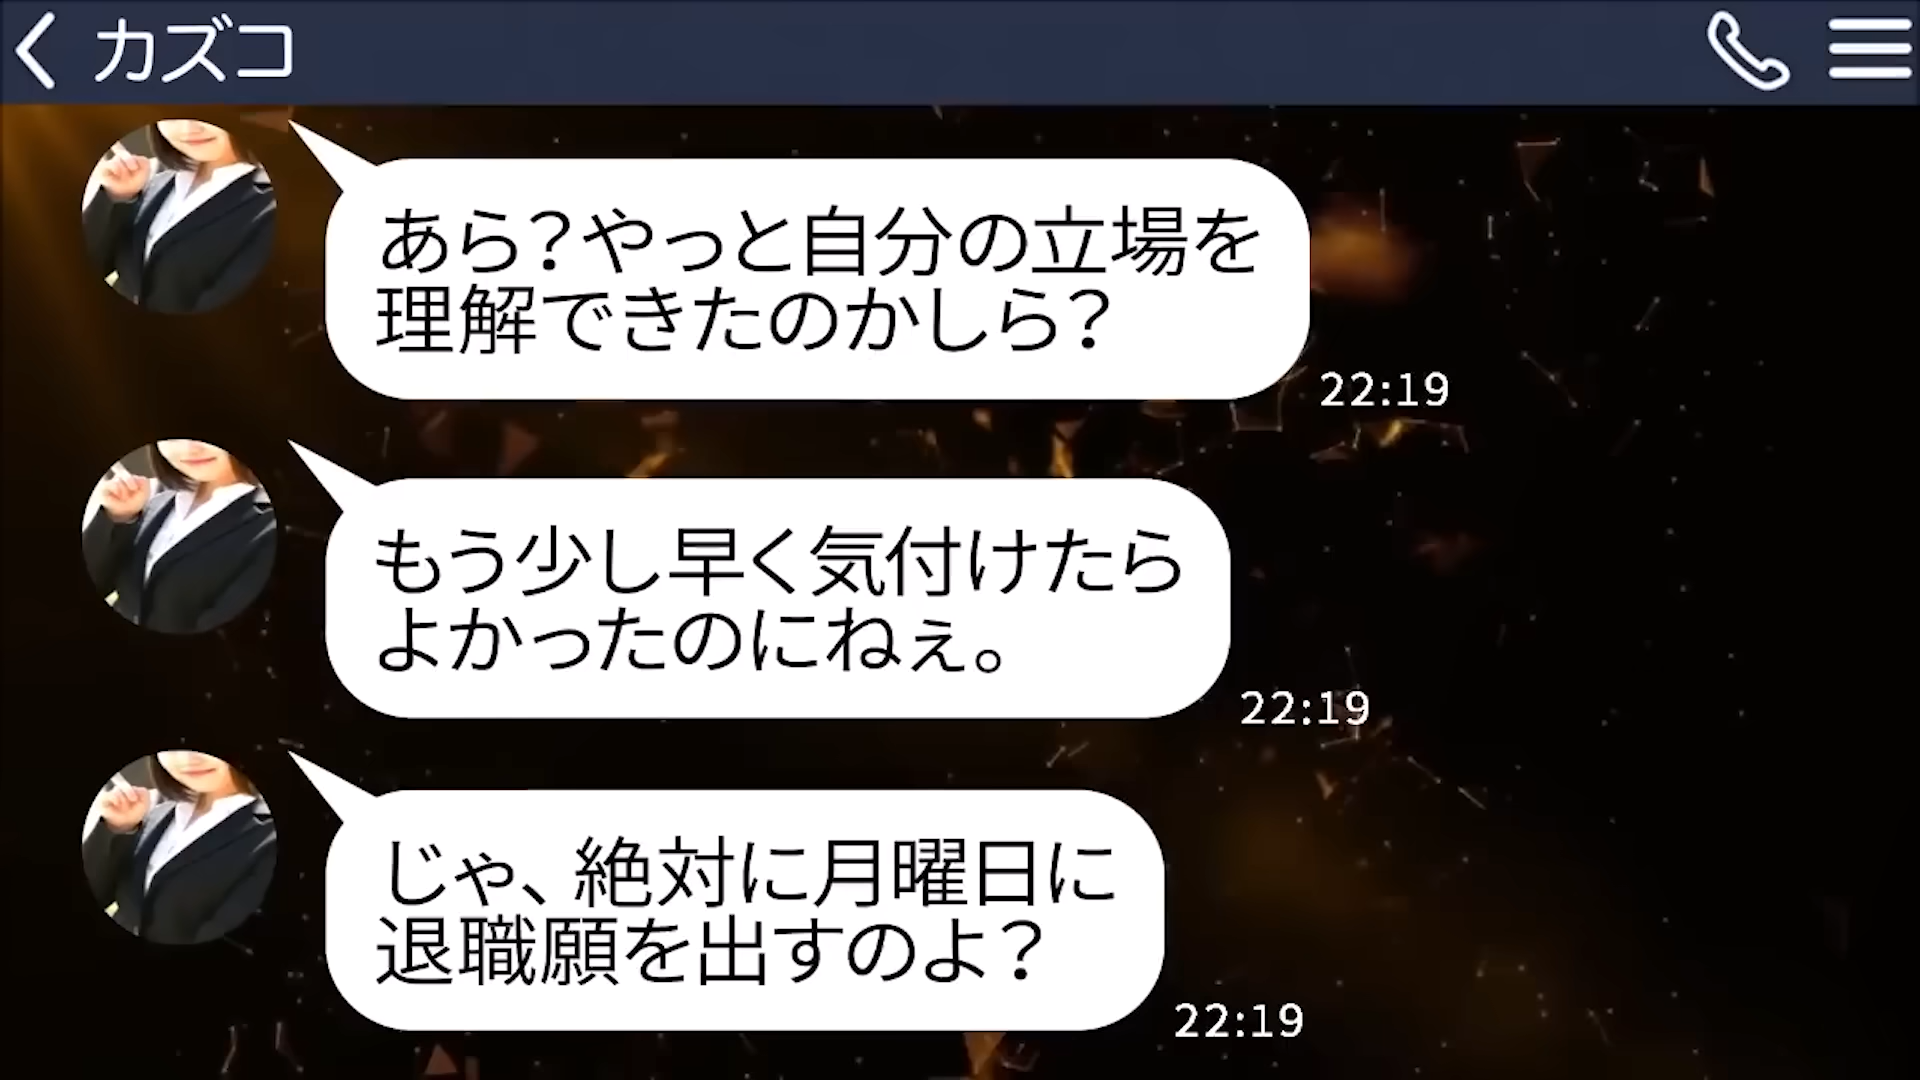 カズコ
あら？やっと自分の立場を
理解できたのかしら？
22:19
もう少し早く気付けたら
よかったのにねぇ。
22:19
じゃ、絶対に月曜日に
退職願を出すのよ？
22:19